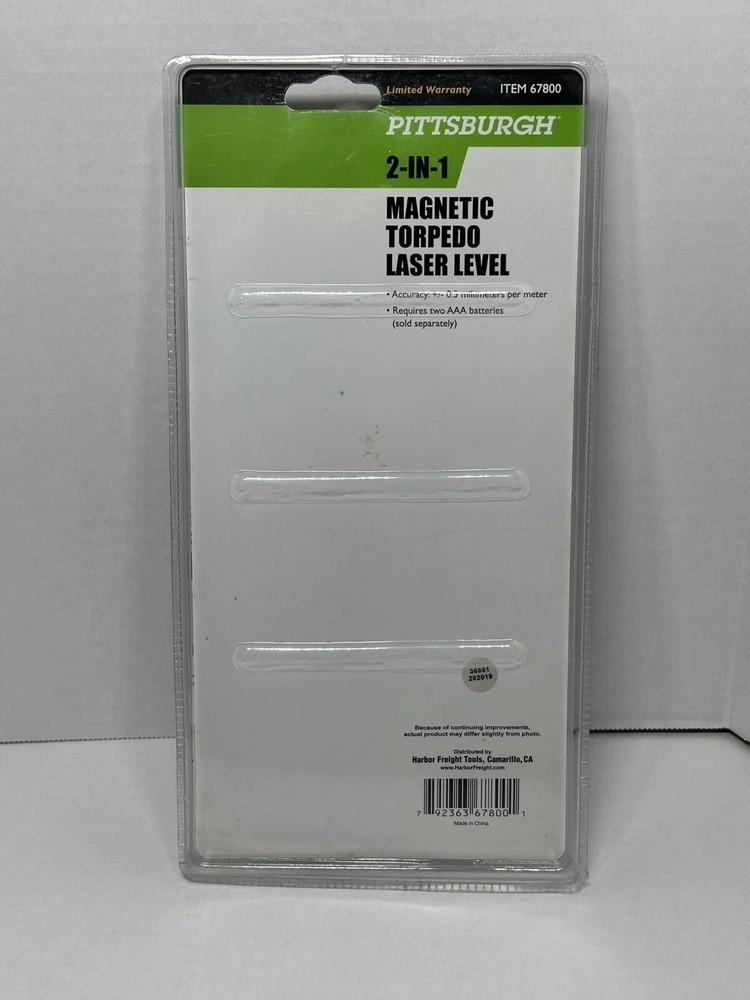 Limited Warranty ITEM 67800
PITTSBURGH
2-IN-1
MAGNETIC
TORPEDO
LASER LEVEL
• Accuracy: +/- 0.5 millimeters per meter
• Requires two AAA batteries
(sold separately)
36981
202019
Because of continuing improvements,
actual product may differ slightly from photo.
Distributed by
Harbor Freight Tools, Camarillo, CA
www.HarborFreight.com
7 92363 67800 1
Made in China